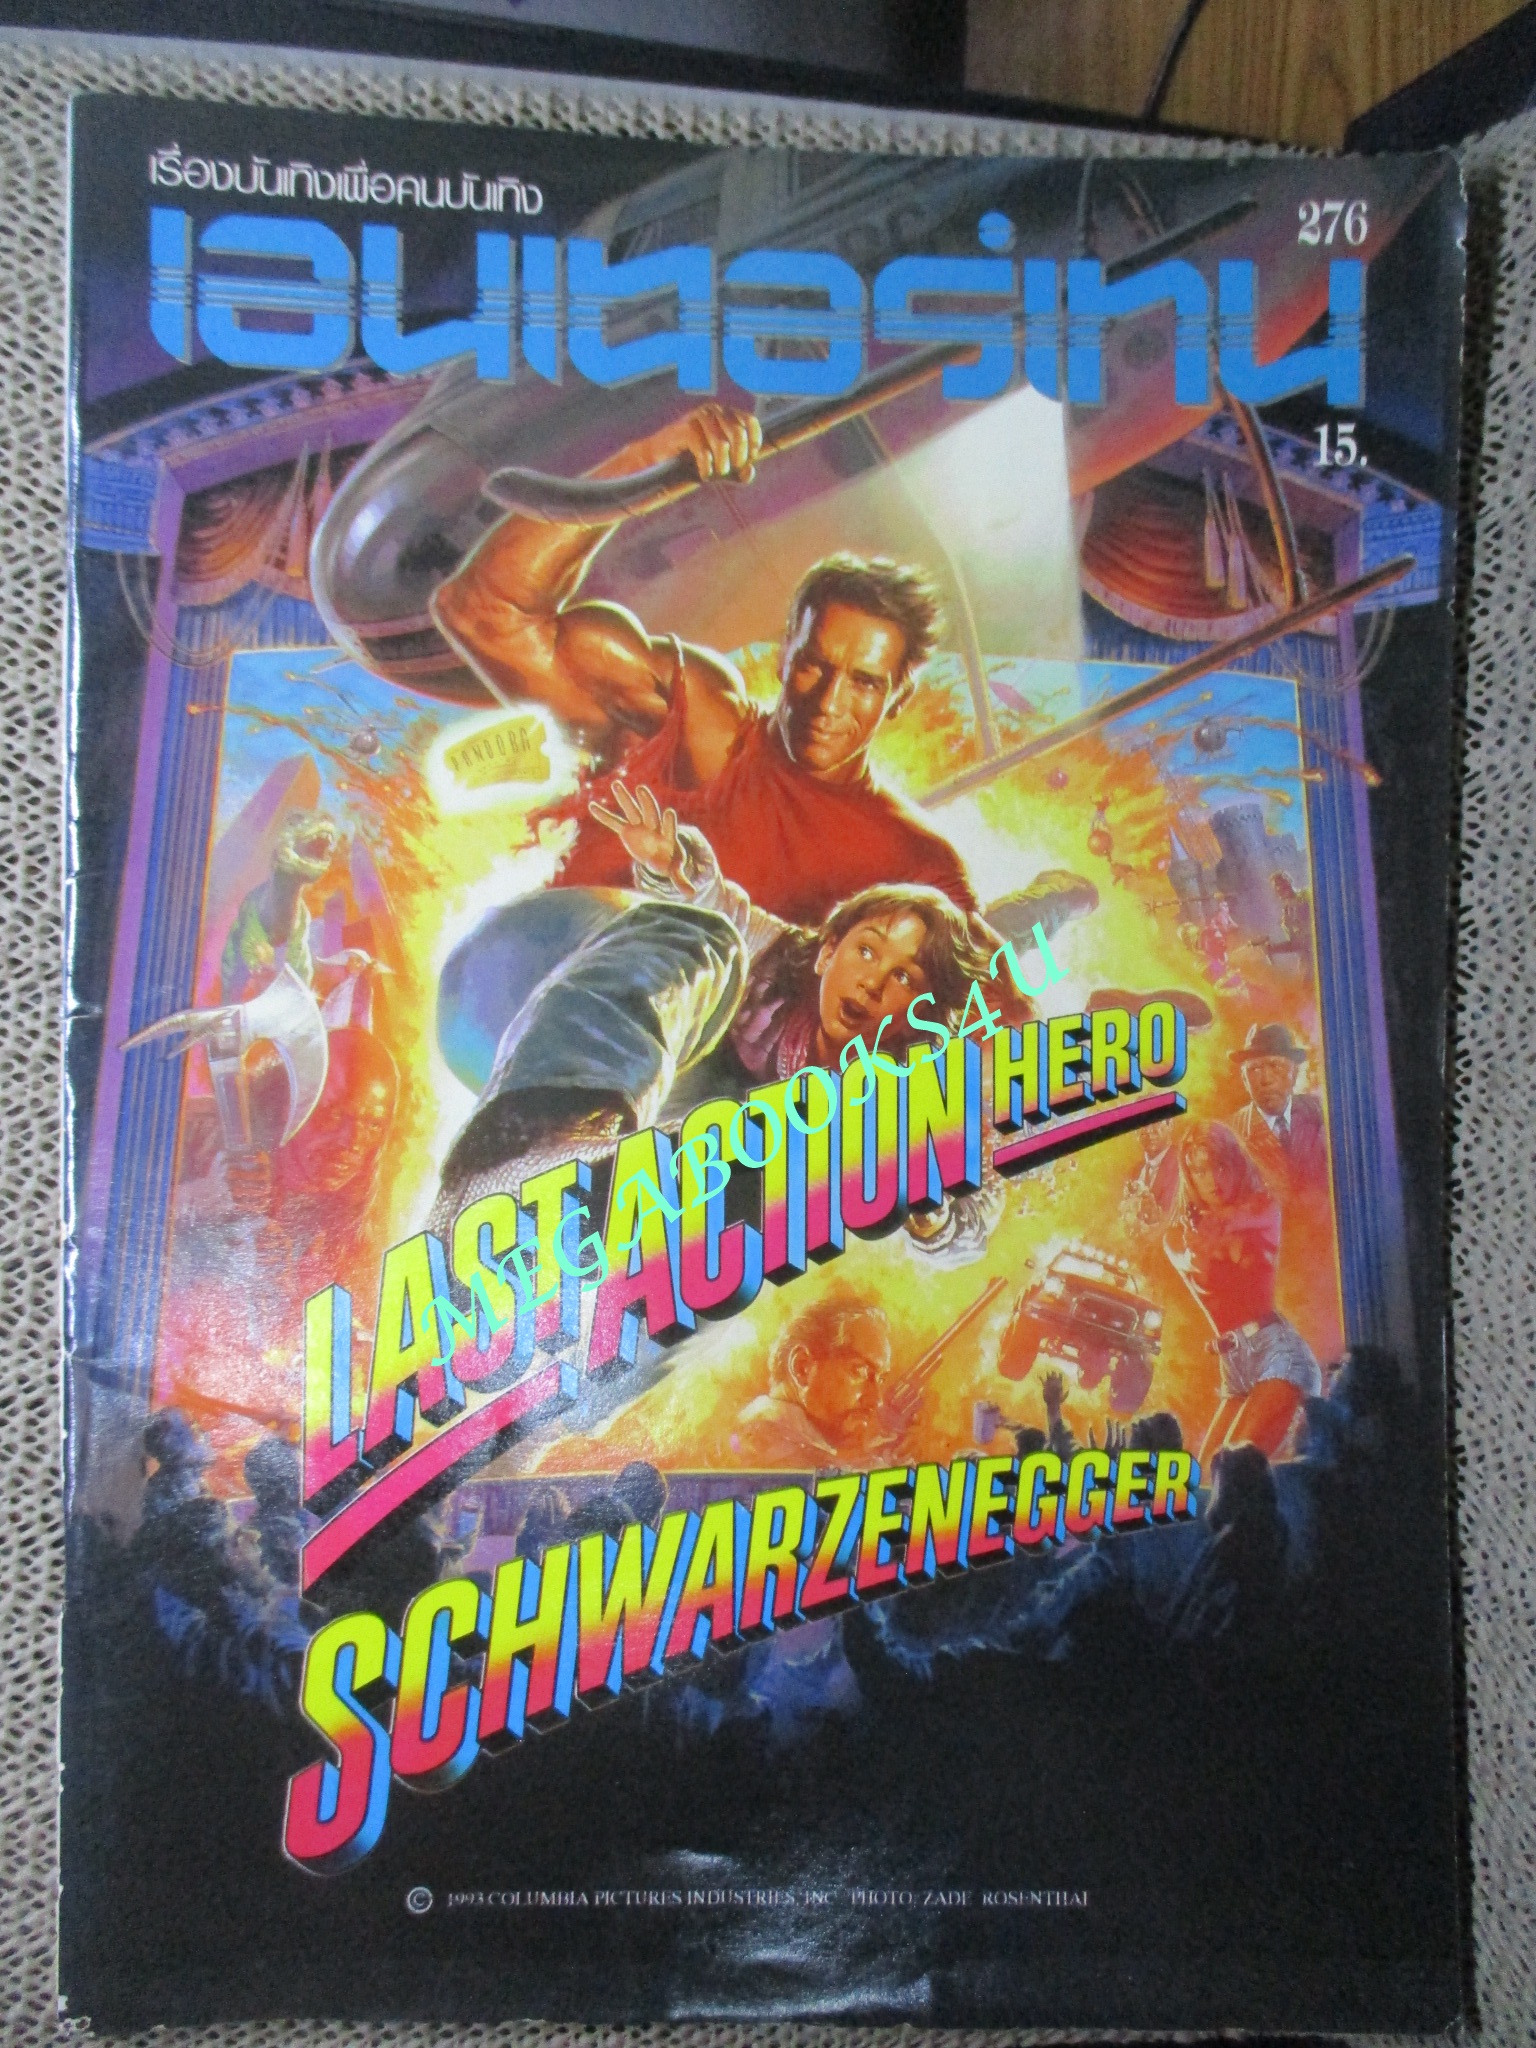 เรื่องบันเทิงเพื่อคนบันเทิง
276
เอนเตอร์เทน
15.
PANDORA
LAST ACTION HERO
SCHWARZENEGGER
MEGABOOKS4U
© 1993 COLUMBIA PICTURES INDUSTRIES, INC PHOTO, ZADE ROSENTHAL